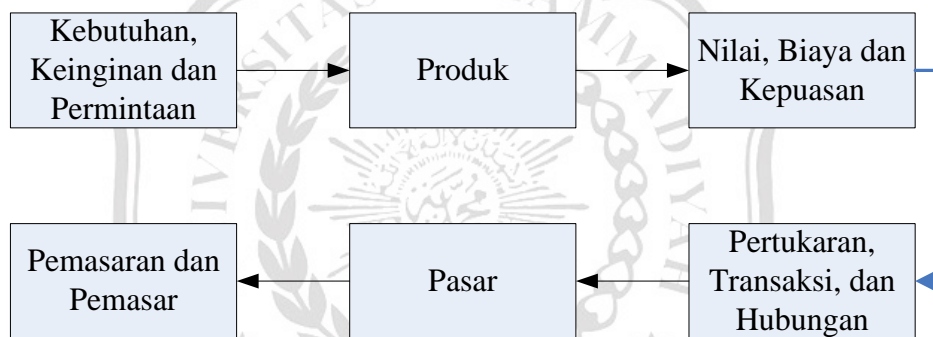 Kebutuhan,
Keinginan dan
Permintaan
Produk
Nilai, Biaya dan
Kepuasan
Pemasaran dan
Pemasar
Pasar
Pertukaran,
Transaksi, dan
Hubungan